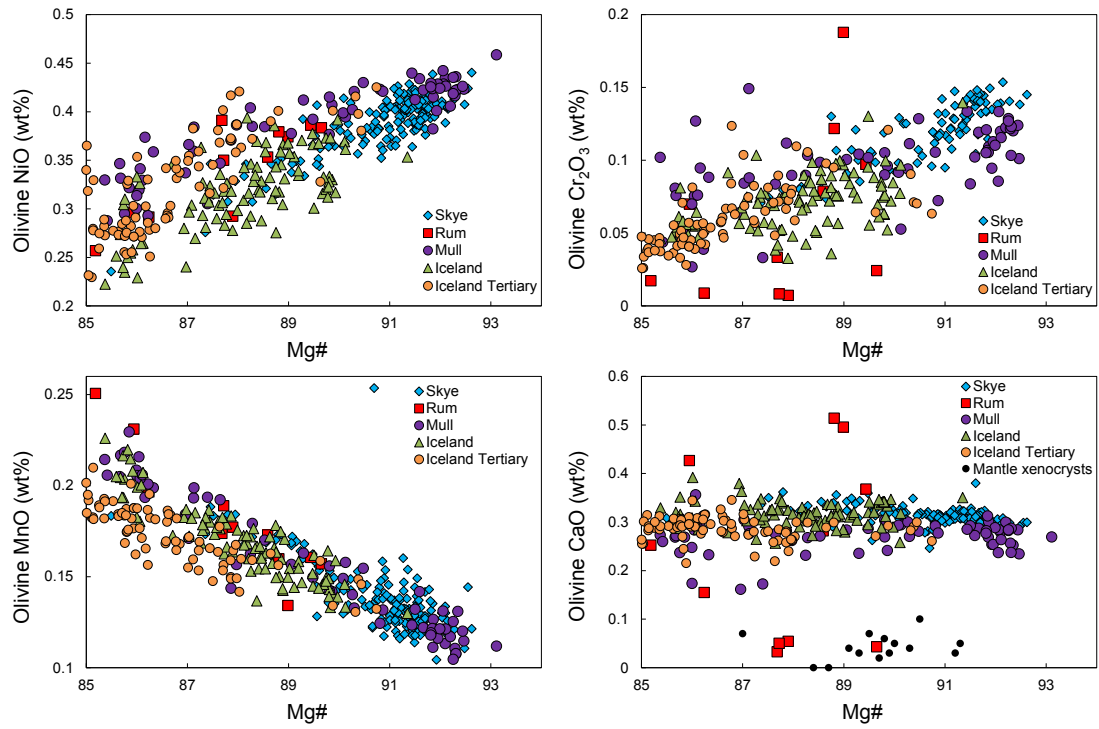 0.5
0.45
0.4
0.35
0.3
0.25
0.2
Olivine NiO (wt%)
Skye
Rum
Mull
Iceland
Iceland Tertiary
85 87 89 91 93
Mg#
0.2
0.15
0.1
0.05
0
Olivine Cr₂O₃ (wt%)
Skye
Rum
Mull
Iceland
Iceland Tertiary
85 87 89 91 93
Mg#
0.25
0.2
0.15
0.1
Olivine MnO (wt%)
Skye
Rum
Mull
Iceland
Iceland Tertiary
85 87 89 91 93
Mg#
0.6
0.5
0.4
0.3
0.2
0.1
0
Olivine CaO (wt%)
Skye
Rum
Mull
Iceland
Iceland Tertiary
Mantle xenocrysts
85 87 89 91 93
Mg#